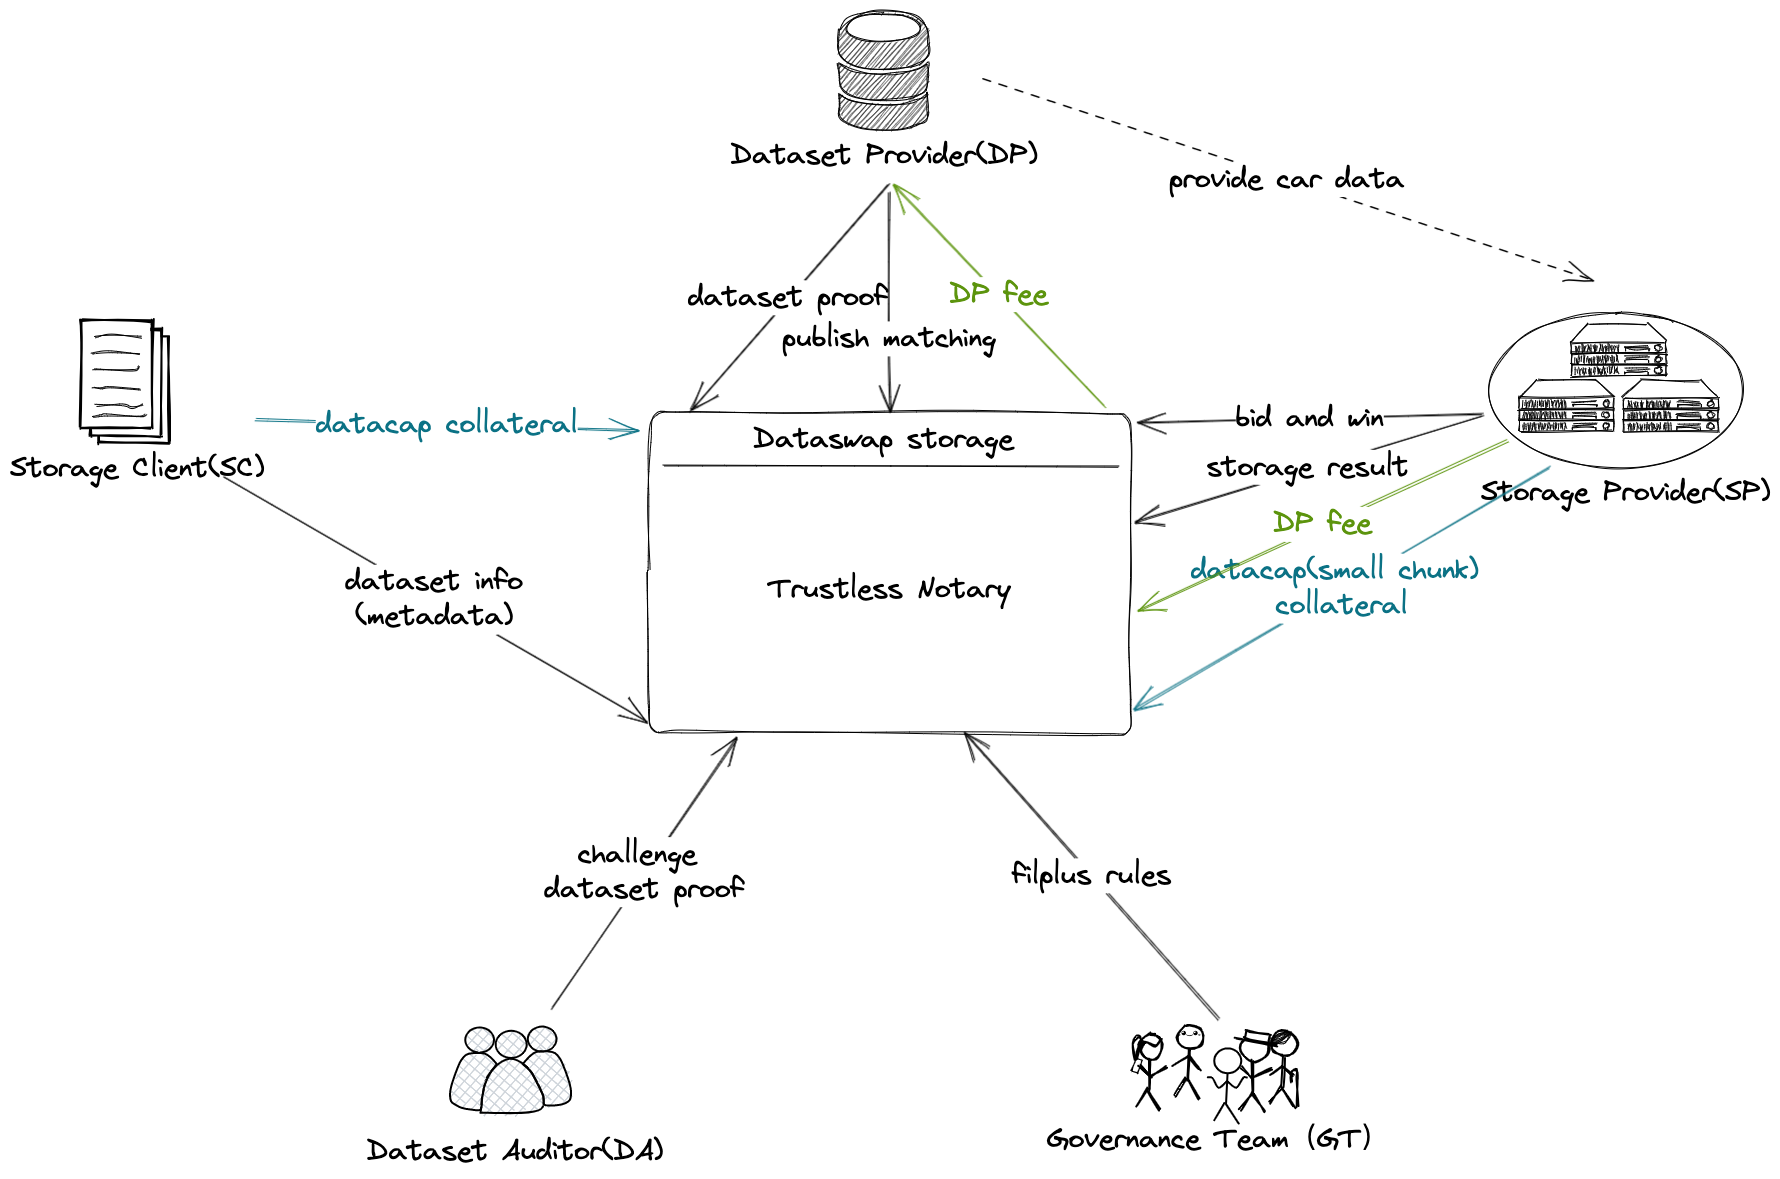 Dataset Provider(DP)
provide car data
dataset proof
DP fee
publish matching
datacap collateral
Dataswap storage
bid and win
Storage Client(SC)
storage result
Storage Provider(SP)
DP fee
dataset info
(metadata)
Trustless Notary
datacap(small chunk)
collateral
challenge
dataset proof
filplus rules
Dataset Auditor(DA)
Governance Team (GT)